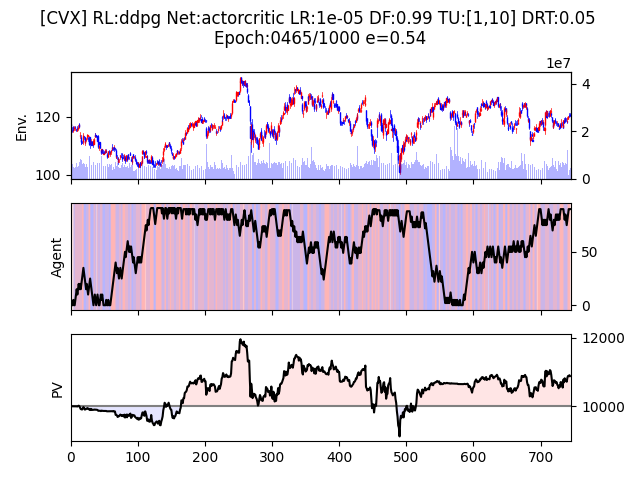 [CVX] RL:ddpg Net:actorcritic LR:1e-05 DF:0.99 TU:[1,10] DRT:0.05
Epoch:0465/1000 e=0.54
1e7
Env.
120
100
4
2
0
Agent
50
0
PV
12000
10000
0 100 200 300 400 500 600 700